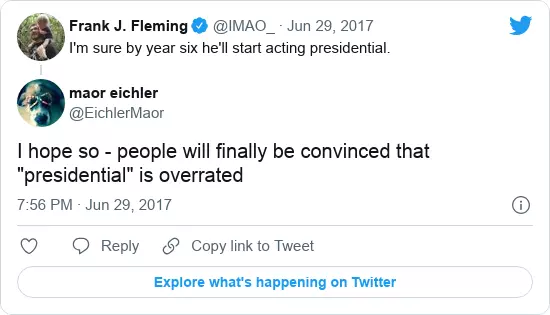 Frank J. Fleming @IMAO_ · Jun 29, 2017
I'm sure by year six he'll start acting presidential.
maor eichler
@EichlerMaor
I hope so - people will finally be convinced that
"presidential" is overrated
7:56 PM · Jun 29, 2017
Reply Copy link to Tweet
Explore what's happening on Twitter